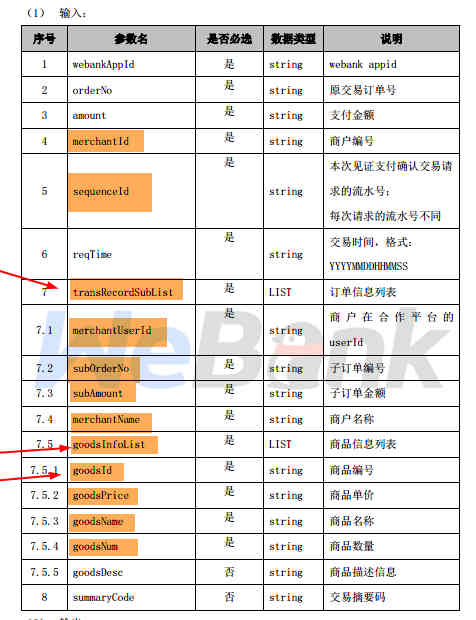 （1） 输入：
序号 参数名 是否必选 数据类型 说明
1 webankAppId 是 string webank appid
2 orderNo 是 string 原交易订单号
3 amount 是 string 支付金额
4 merchantId 是 string 商户编号
5 sequenceId 是 string 本次见证支付确认交易请
求的流水号；
每次请求的流水号不同
6 reqTime 是 string 交易时间，格式：
YYYYMMDDHHMMSS
7 transRecordSubList 是 LIST 订单信息列表
7.1 merchantUserId 是 string 商户在合作平台的
userId
7.2 subOrderNo 是 string 子订单编号
7.3 subAmount 是 string 子订单金额
7.4 merchantName 是 string 商户名称
7.5 goodsInfoList 是 LIST 商品信息列表
7.5.1 goodsId 是 string 商品编号
7.5.2 goodsPrice 是 string 商品单价
7.5.3 goodsName 是 string 商品名称
7.5.4 goodsNum 是 string 商品数量
7.5.5 goodsDesc 否 string 商品描述信息
8 summaryCode 否 string 交易摘要码
WeBank